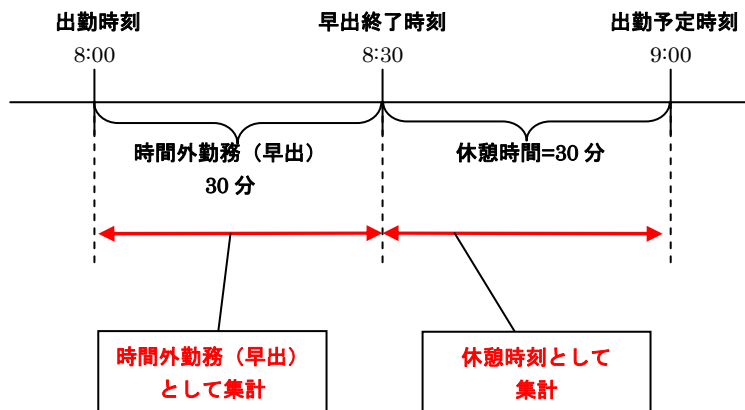 出勤時刻
早出終了時刻
出勤予定時刻
8:00
8:30
9:00
時間外勤務（早出）
30 分
休憩時間=30 分
時間外勤務（早出）
として集計
休憩時刻として
集計